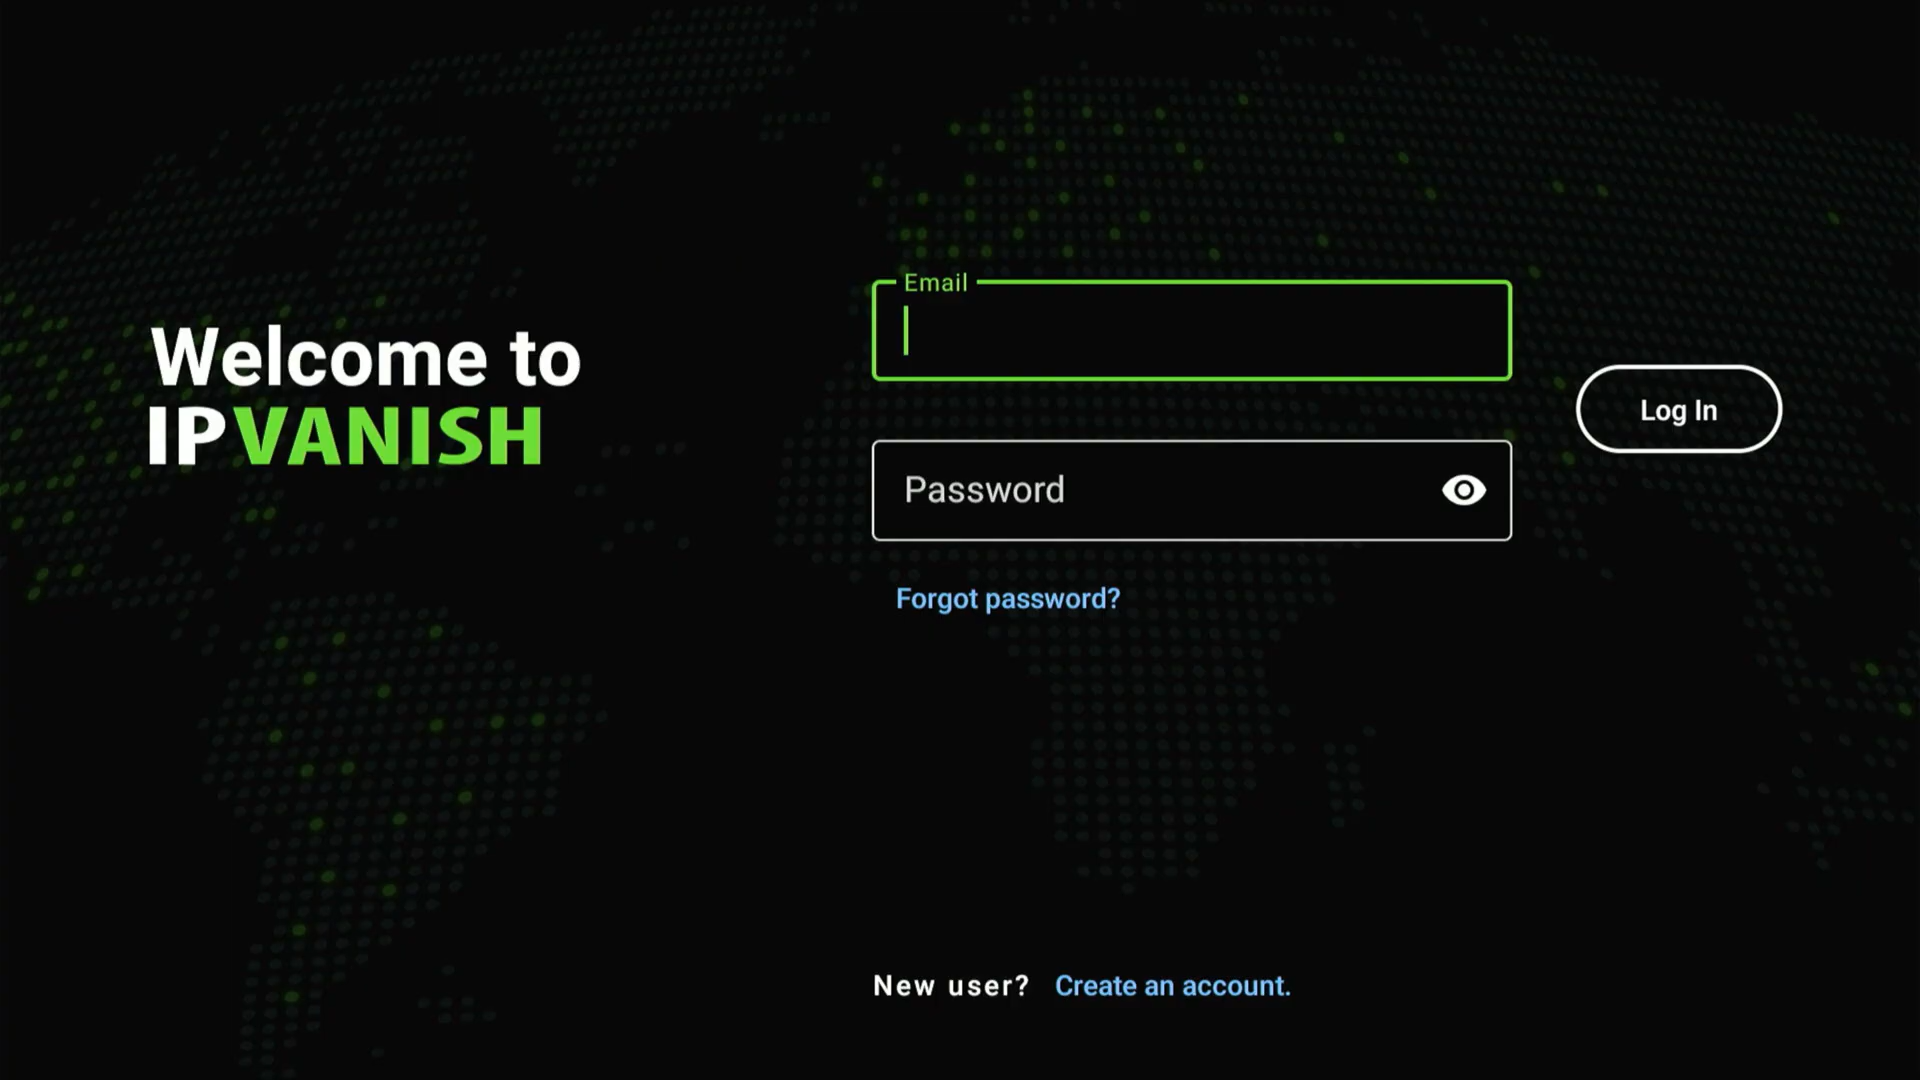 Welcome to
IPVANISH
Email
Password
Log In
Forgot password?
New user? Create an account.